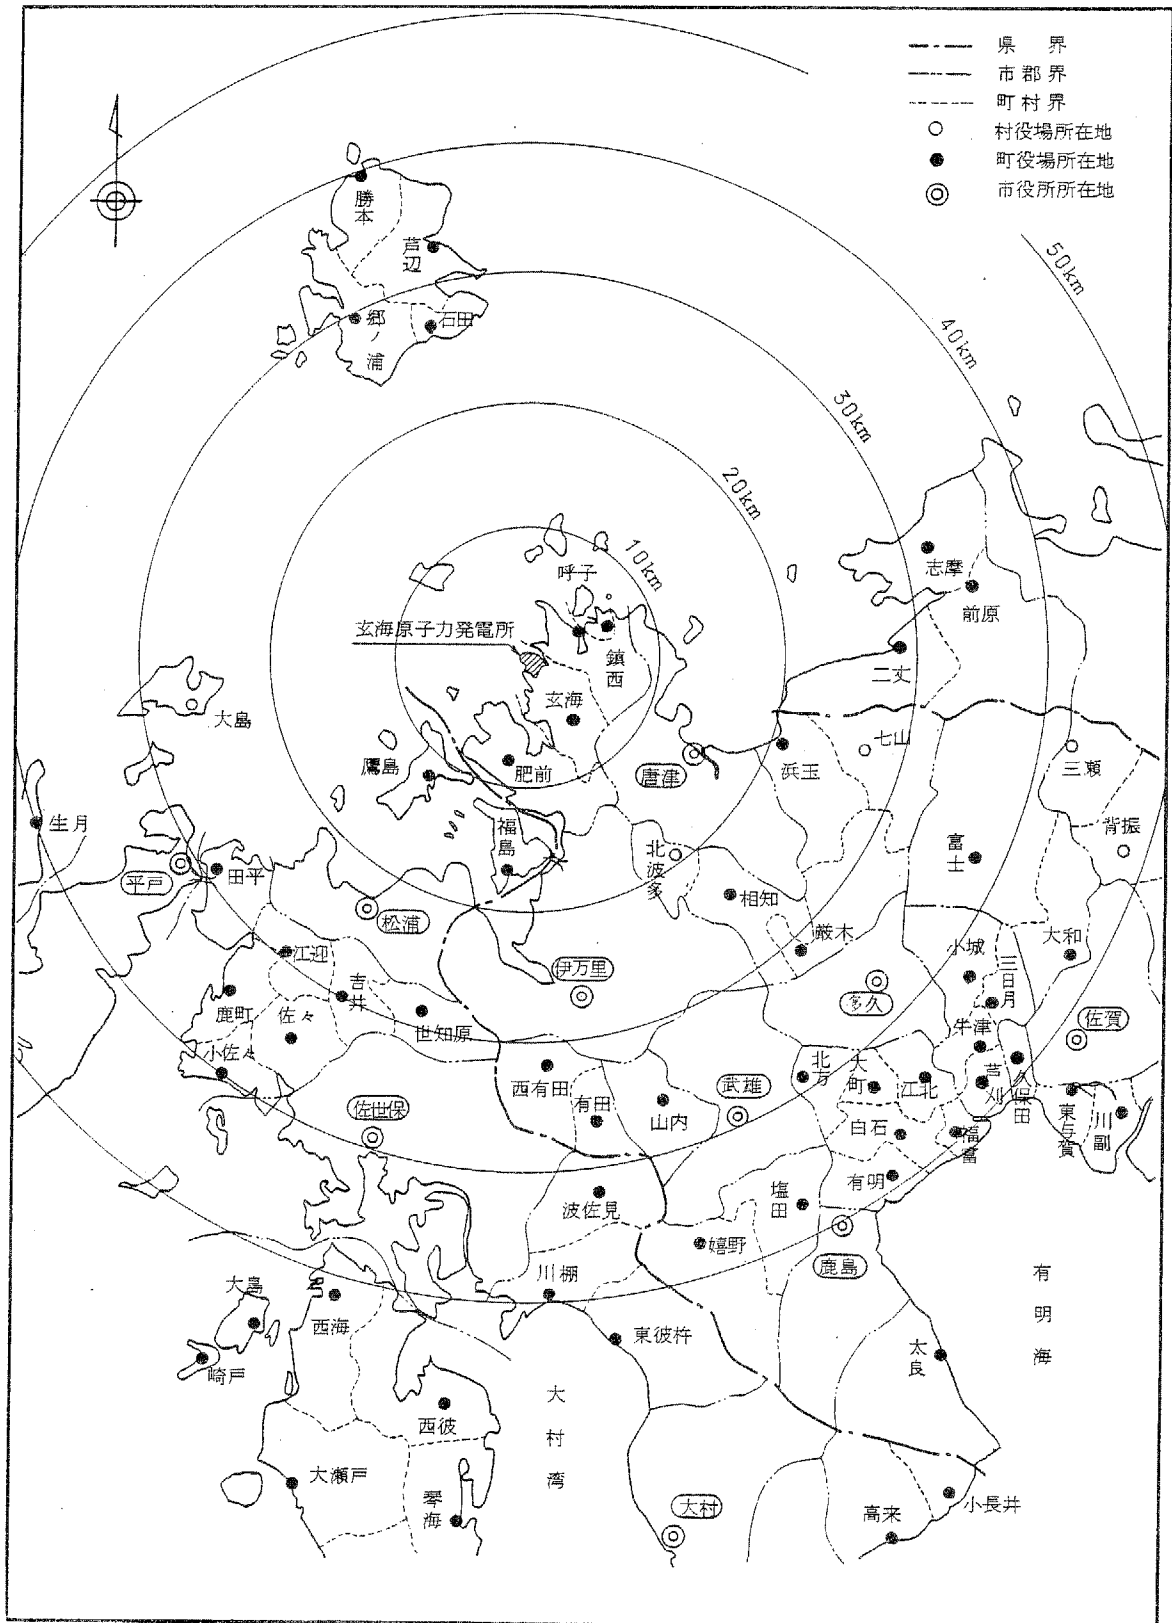 県界
市郡界
町村界
村役場所在地
町役場所在地
市役所所在地
50km
40km
30km
20km
10km
勝本
芦辺
郷ノ浦
石田
呼子
玄海原子力発電所
鎮西
玄海
志摩
前原
二丈
大島
鷹島
肥前
唐津
浜玉
七山
三瀬
生月
福島
北波多
富士
背振
平戸
田平
松浦
相知
厳木
江迎
吉井
伊万里
多久
小城
三日月
大和
鹿町
佐々
世知原
牛津
佐賀
小佐々
西有田
武雄
北方
大町
江北
芦刈
久保田
佐世保
有田
山内
白石
福富
東与賀
川副
波佐見
塩田
有明
嬉野
鹿島
川棚
大島
西海
東彼杵
有明海
崎戸
太良
西彼
大村湾
大瀬戸
琴海
大村
高来
小長井